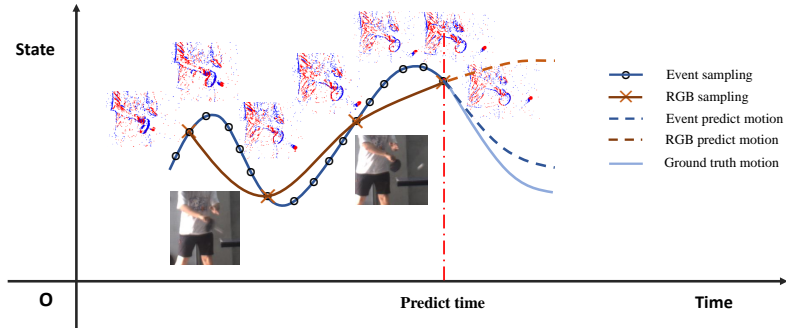 State
Event sampling
RGB sampling
Event predict motion
RGB predict motion
Ground truth motion
O
Predict time
Time